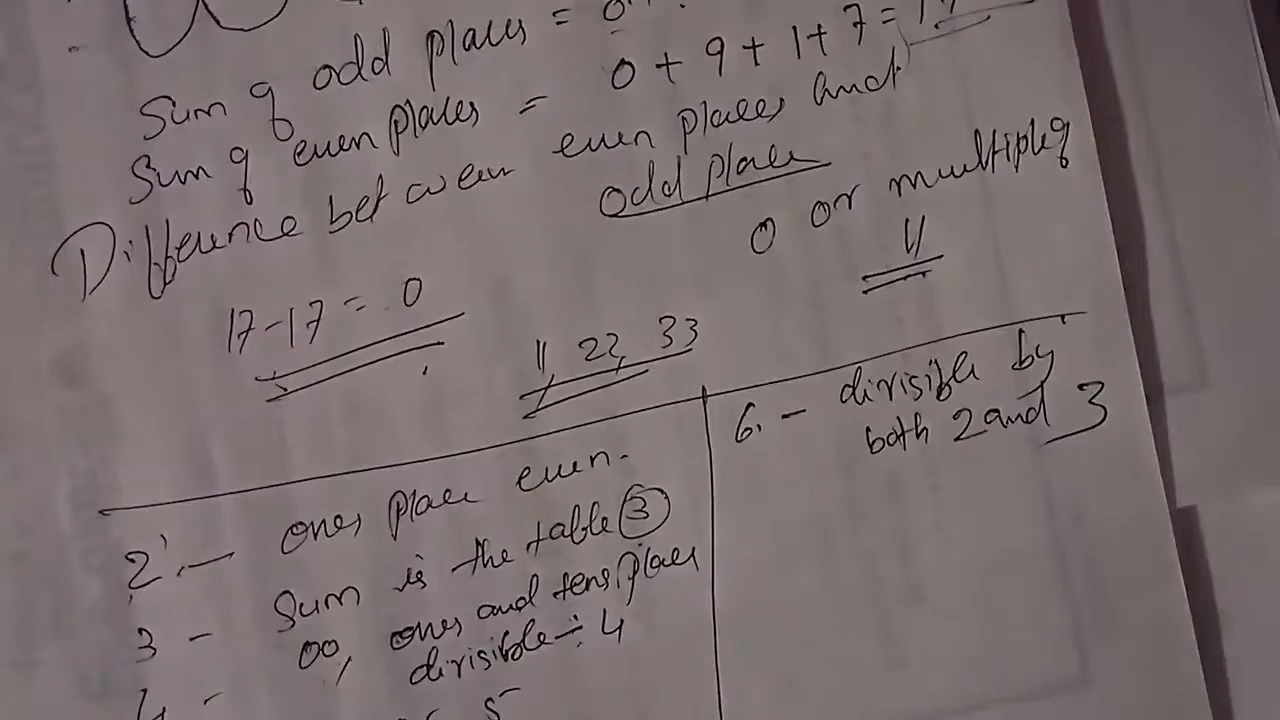 Sum of odd places =
Sum of even places = 0 + 9 + 1 + 7 = 17
Difference between even places and
odd place
0 or multiple of
11
17 - 17 = 0
11, 22, 33
6. - divisible by
both 2 and 3
2. - ones place even.
3 - Sum is the table 3
4 - 00, ones and tens places
divisible ÷ 4
5